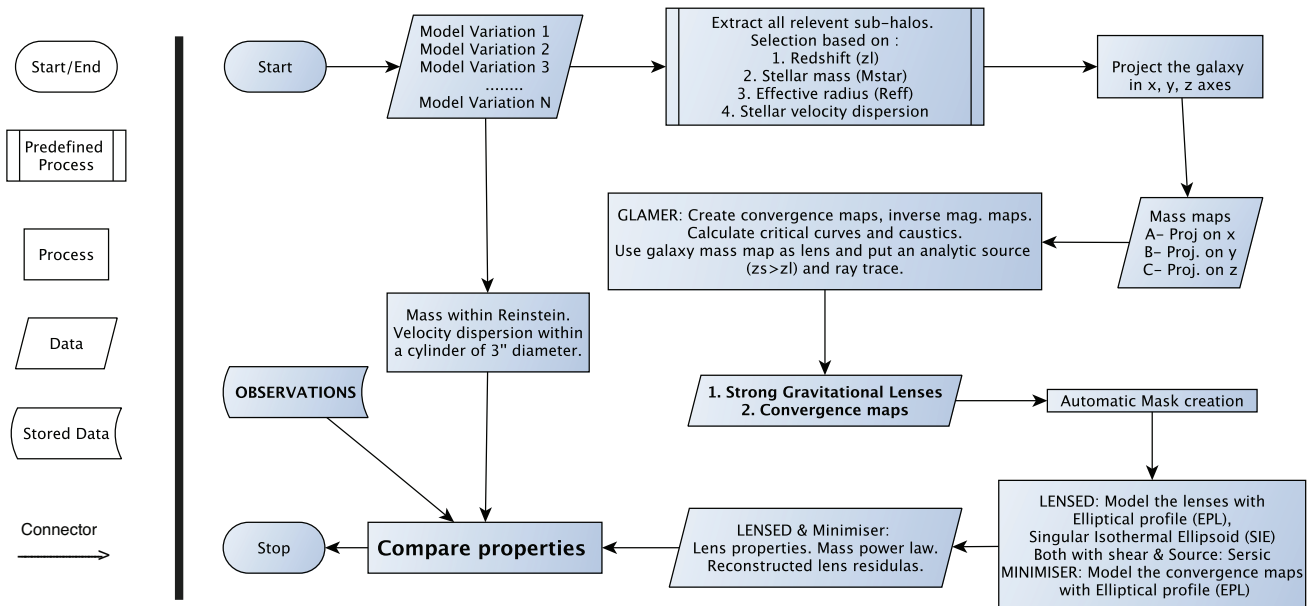 Start/End
Predefined
Process
Process
Data
Stored Data
Connector
Start
Model Variation 1
Model Variation 2
Model Variation 3
........
Model Variation N
Extract all relevent sub-halos.
Selection based on :
1. Redshift (zl)
2. Stellar mass (Mstar)
3. Effective radius (Reff)
4. Stellar velocity dispersion
Project the galaxy
in x, y, z axes
Mass maps
A- Proj on x
B- Proj. on y
C- Proj. on z
GLAMER: Create convergence maps, inverse mag. maps.
Calculate critical curves and caustics.
Use galaxy mass map as lens and put an analytic source
(zs>zl) and ray trace.
Mass within Reinstein.
Velocity dispersion within
a cylinder of 3" diameter.
OBSERVATIONS
1. Strong Gravitational Lenses
2. Convergence maps
Automatic Mask creation
LENSED: Model the lenses with
Elliptical profile (EPL),
Singular Isothermal Ellipsoid (SIE)
Both with shear & Source: Sersic
MINIMISER: Model the convergence maps
with Elliptical profile (EPL)
LENSED & Minimiser:
Lens properties. Mass power law.
Reconstructed lens residulas.
Compare properties
Stop